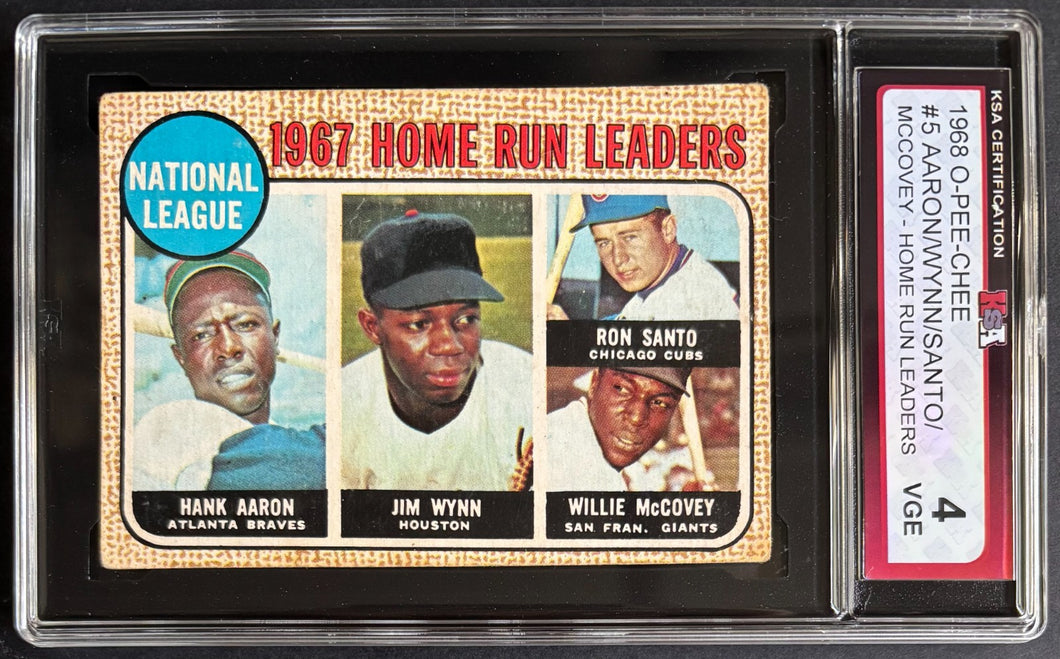 1967 HOME RUN LEADERS
NATIONAL
LEAGUE
HANK AARON
ATLANTA BRAVES
JIM WYNN
HOUSTON
RON SANTO
CHICAGO CUBS
WILLIE McCOVEY
SAN FRAN. GIANTS
KSA CERTIFICATION
KSA
1968 O-PEE-CHEE
#5 AARON/WYNN/SANTO/
MCCOVEY - HOME RUN LEADERS
4
VGE